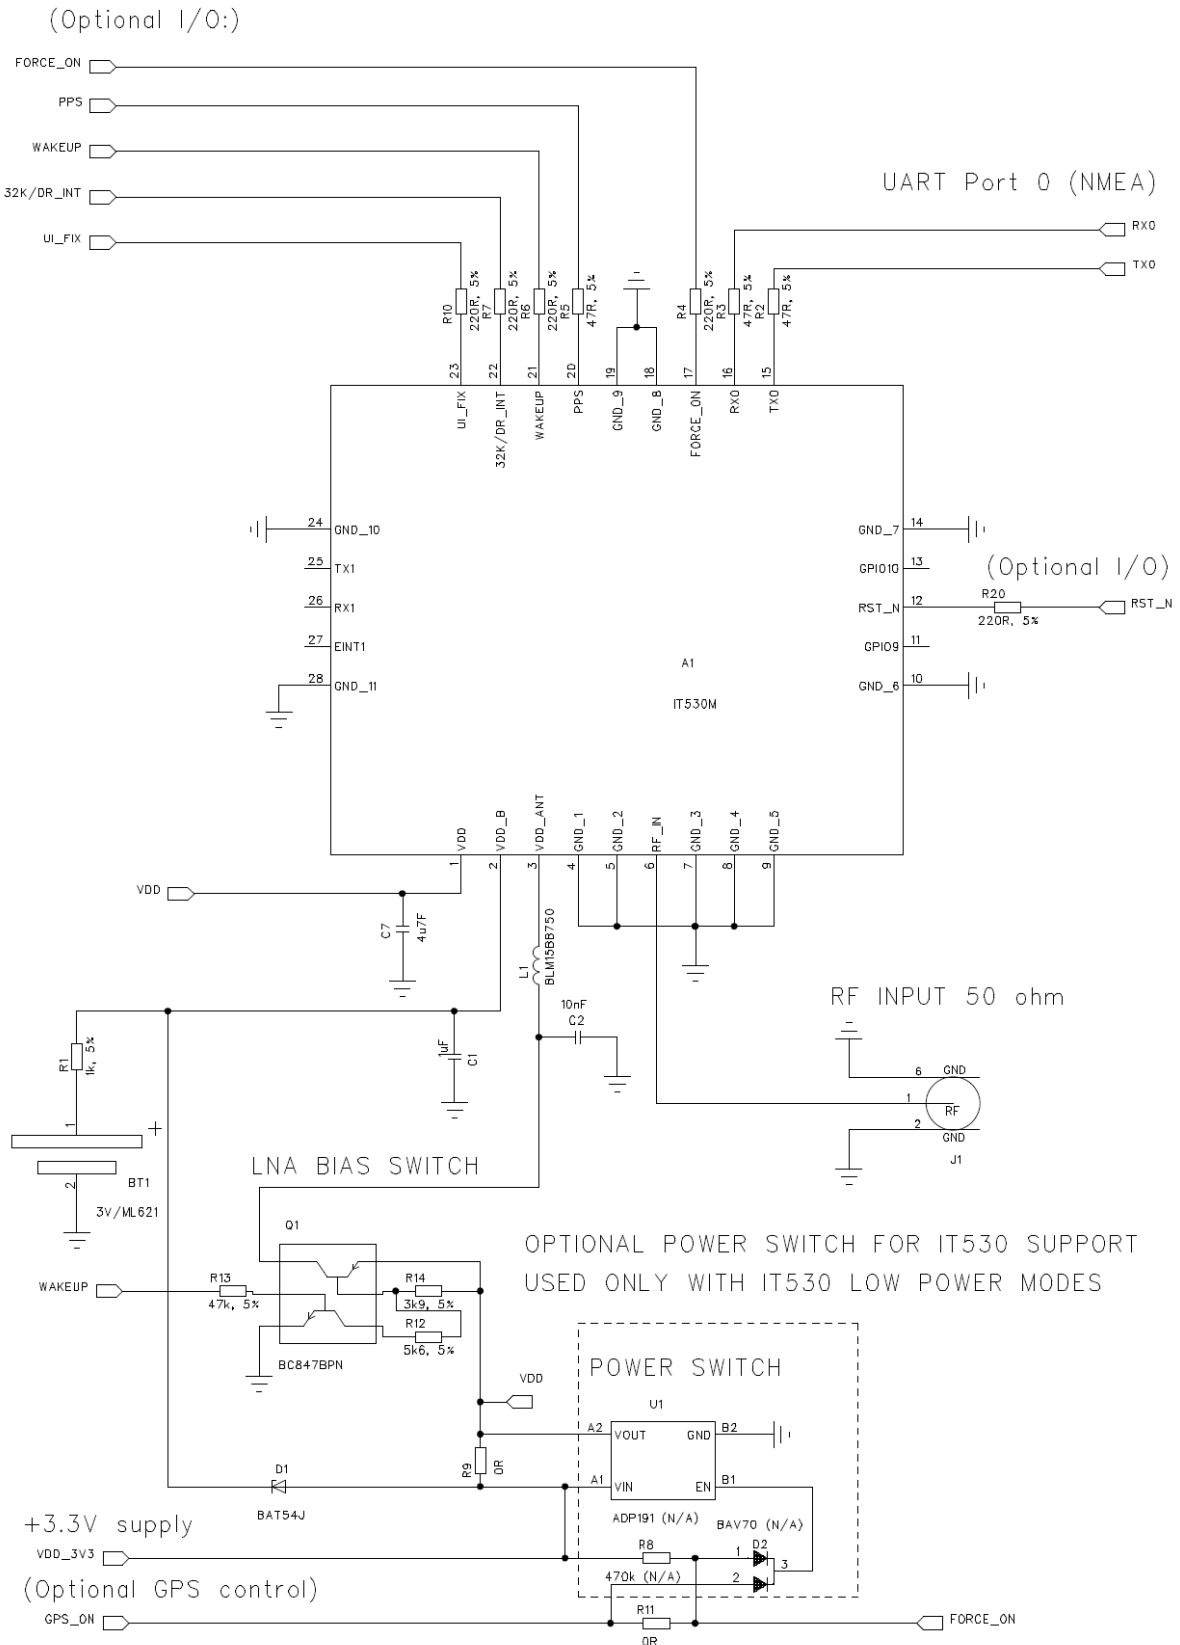 (Optional I/O:)
FORCE_ON
PPS
WAKEUP
32K/DR_INT
UI_FIX
UART Port 0 (NMEA)
RX0
TX0
R10
220R, 5%
R7
220R, 5%
R6
220R, 5%
R5
47R, 5%
R4
220R, 5%
R3
47R, 5%
R2
47R, 5%
23
22
21
20
19
18
17
16
15
UI_FIX
32K/DR_INT
WAKEUP
PPS
GND_9
GND_8
FORCE_ON
RX0
TX0
24 GND_10
25 TX1
26 RX1
27 EINT1
28 GND_11
GND_7 14
GPIO10 13
(Optional I/O)
RST_N 12
R20
220R, 5%
RST_N
GPIO9 11
GND_6 10
A1
IT530M
VDD
VDD_B
VDD_ANT
GND_1
GND_2
RF_IN
GND_3
GND_4
GND_5
1
2
3
4
5
6
7
8
9
VDD
C7
4u7F
L1
BLM15BB750
10nF
C2
1uF
C1
R1
1k, 5%
1
+
2
BT1
3V/ML621
RF INPUT 50 ohm
6 GND
1 RF
2 GND
J1
LNA BIAS SWITCH
Q1
WAKEUP
R13
47k, 5%
R14
3k9, 5%
R12
5k6, 5%
BC847BPN
OPTIONAL POWER SWITCH FOR IT530 SUPPORT
USED ONLY WITH IT530 LOW POWER MODES
POWER SWITCH
VDD
U1
A2 VOUT GND B2
A1 VIN EN B1
R9
0R
D1
BAT54J
ADP191 (N/A)
BAV70 (N/A)
+3.3V supply
VDD_3V3
R8
470k (N/A)
1 D2
2
3
(Optional GPS control)
GPS_ON
R11
0R
FORCE_ON